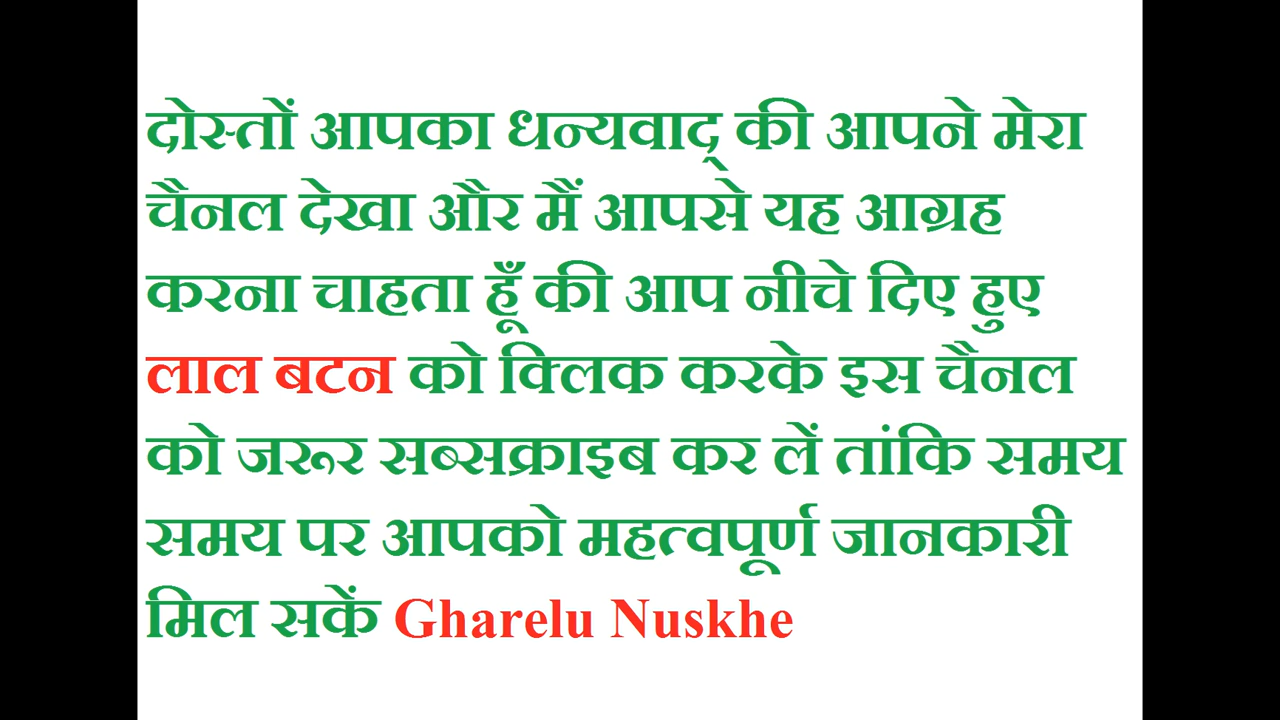 दोस्तों आपका धन्यवाद् की आपने मेरा
चैनल देखा और मैं आपसे यह आग्रह
करना चाहता हूँ की आप नीचे दिए हुए
लाल बटन को क्लिक करके इस चैनल
को जरूर सब्सक्राइब कर लें तांकि समय
समय पर आपको महत्वपूर्ण जानकारी
मिल सकें Gharelu Nuskhe